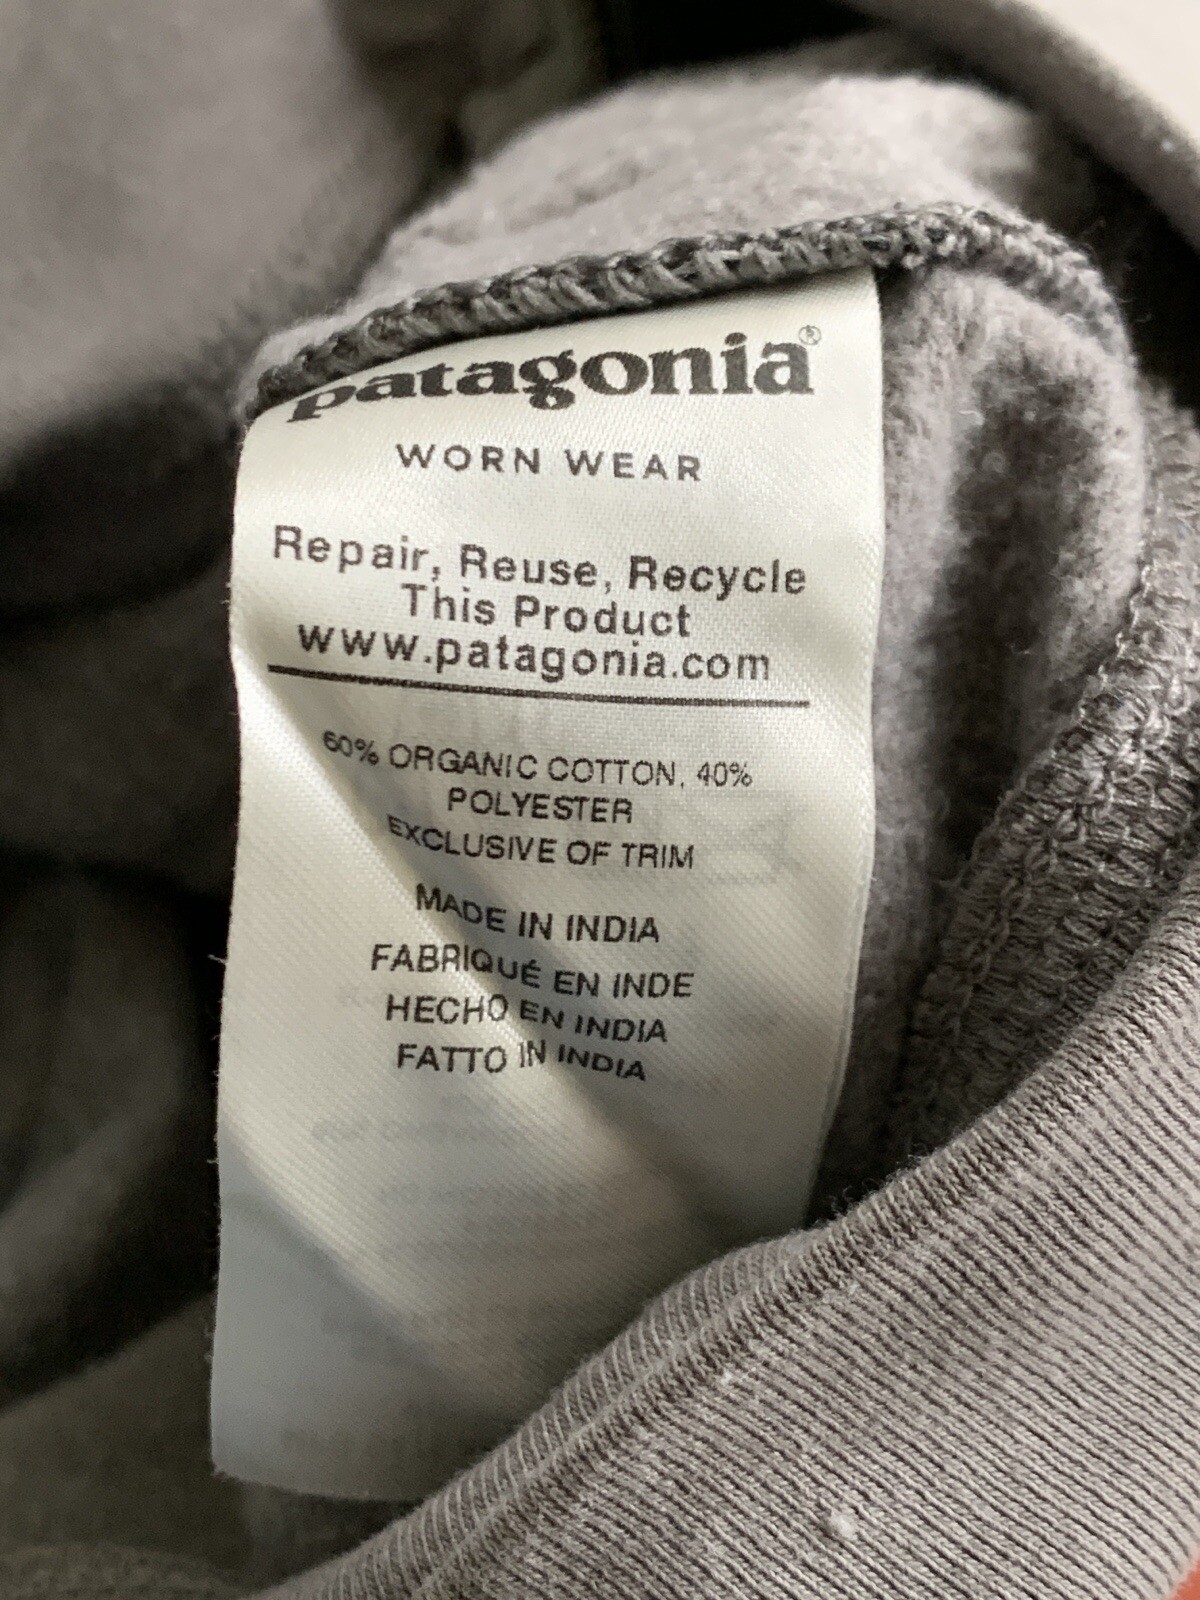 patagonia®
WORN WEAR
Repair, Reuse, Recycle
This Product
www.patagonia.com
60% ORGANIC COTTON, 40%
POLYESTER
EXCLUSIVE OF TRIM
MADE IN INDIA
FABRIQUÉ EN INDE
HECHO EN INDIA
FATTO IN INDIA